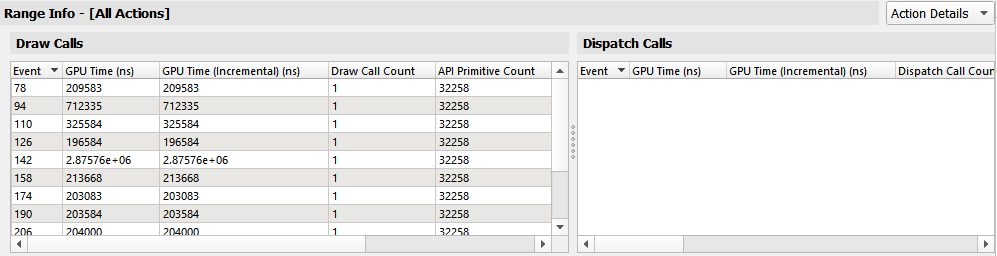 Range Info - [All Actions] Action Details
Draw Calls Dispatch Calls
Event GPU Time (ns) GPU Time (Incremental) (ns) Draw Call Count API Primitive Count Event GPU Time (ns) GPU Time (Incremental) (ns) Dispatch Call Coun
78 209583 209583 1 32258
94 712335 712335 1 32258
110 325584 325584 1 32258
126 196584 196584 1 32258
142 2.87576e+06 2.87576e+06 1 32258
158 213668 213668 1 32258
174 203083 203083 1 32258
190 203584 203584 1 32258
206 204000 204000 1 32258